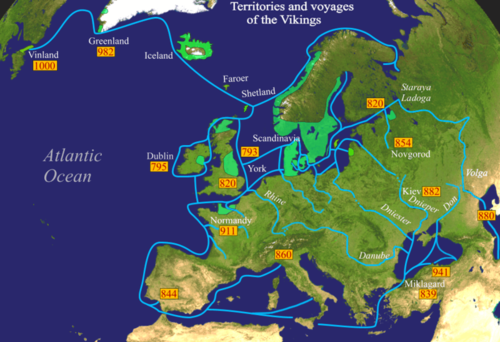 Territories and voyages
of the Vikings
Greenland
982
Vinland
1000
Iceland
Faroer
Shetland
Staraya
Ladoga
820
Scandinavia
793
854
Novgorod
Dublin
795
York
820
Atlantic
Ocean
Rhine
Volga
Kiev 882
Dnieper
Don
Dniester
880
Normandy
911
860
Danube
941
Miklagard
839
844